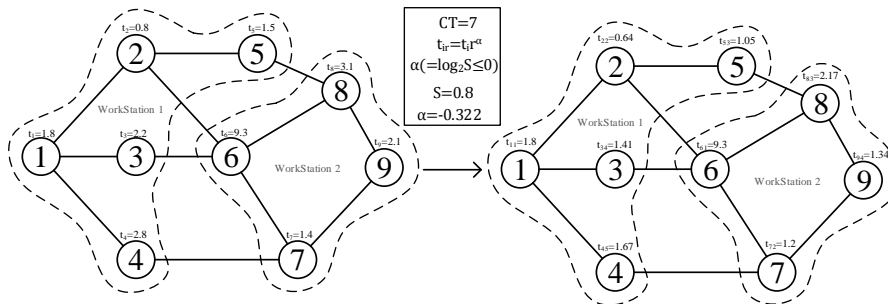 t₂=0.8
t₅=1.5
2
5
t₈=3.1
8
WorkStation 1
t₁=1.8
t₃=2.2
t₆=9.3
t₉=2.1
1
3
6
9
WorkStation 2
t₄=2.8
t₇=1.4
4
7
CT=7
tᵢᵣ=tᵢr^α
α(=log₂S≤0)
S=0.8
α=-0.322
t₂₂=0.64
t₅₃=1.05
2
5
t₈₃=2.17
8
WorkStation 1
t₁₁=1.8
t₃₄=1.41
t₆₁=9.3
t₉₄=1.34
1
3
6
9
WorkStation 2
t₄₅=1.67
t₇₂=1.2
4
7